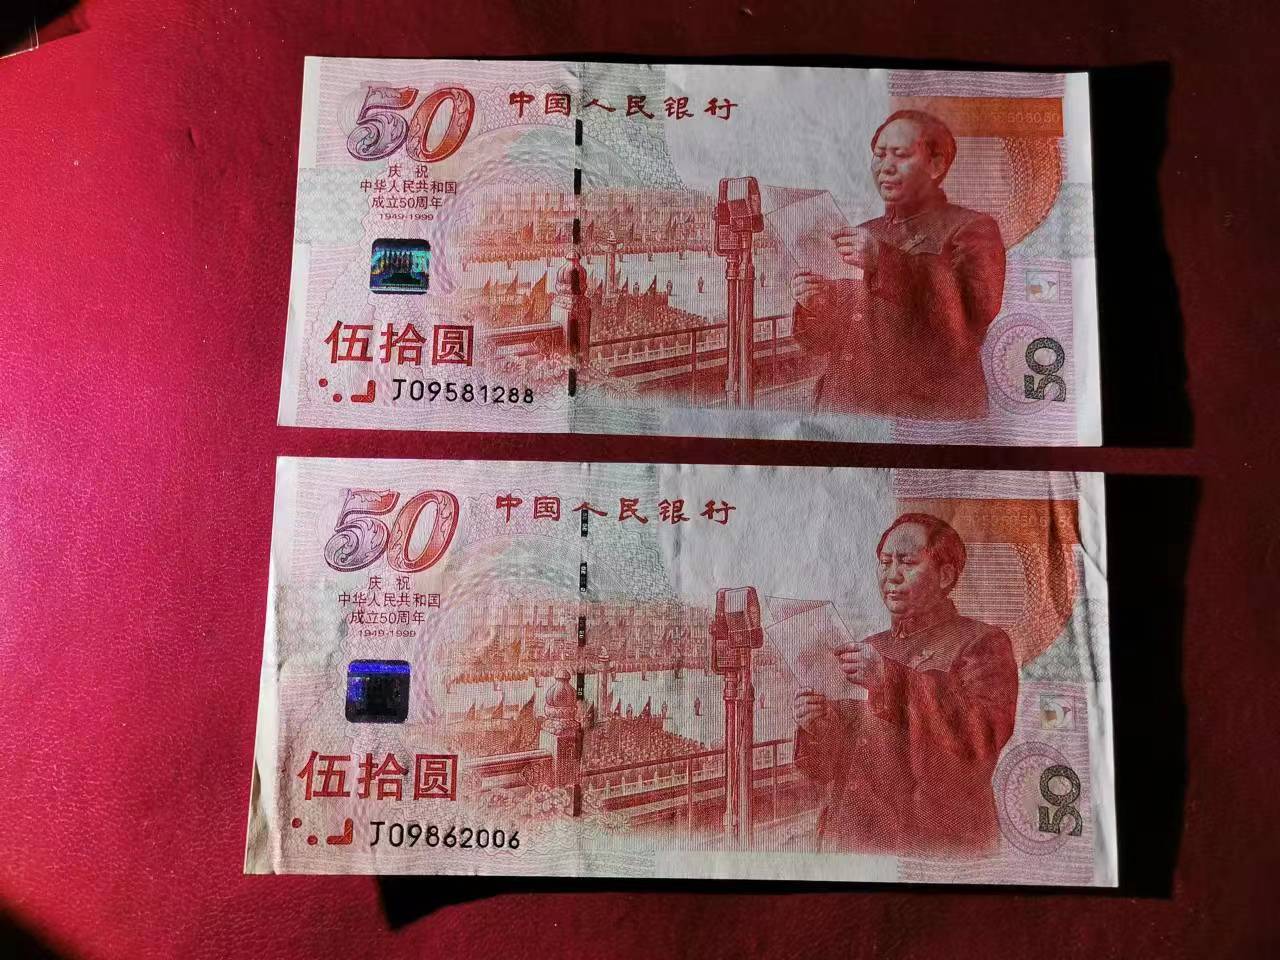 50
中国人民银行
庆祝
中华人民共和国
成立50周年
1949-1999
伍拾圆
J09581288
50
50
中国人民银行
庆祝
中华人民共和国
成立50周年
1949-1999
伍拾圆
J09862006
50